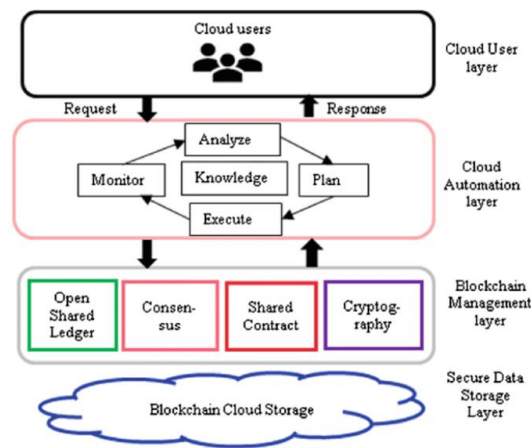 Cloud users
Cloud User
layer
Request
Response
Analyze
Monitor
Knowledge
Plan
Execute
Cloud
Automation
layer
Open
Shared
Ledger
Consen-
sus
Shared
Contract
Cryptog-
raphy
Blockchain
Management
layer
Blockchain Cloud Storage
Secure Data
Storage
Layer